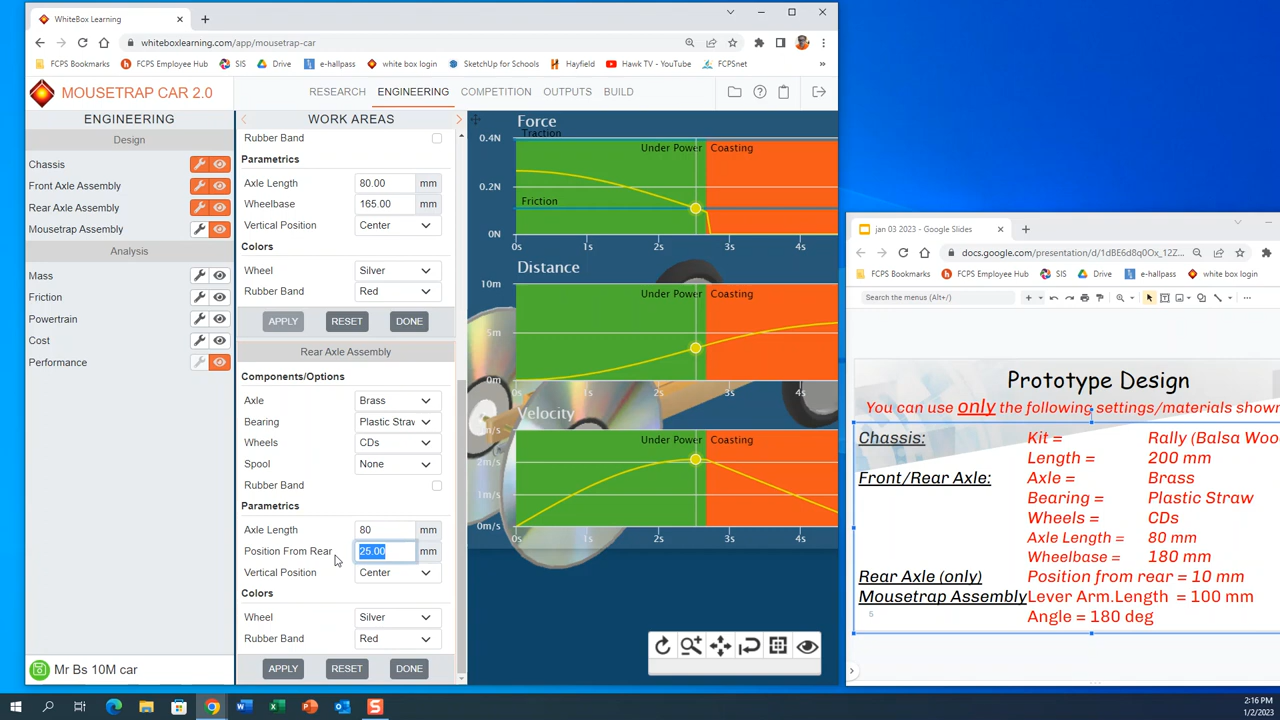 WhiteBox Learning
whiteboxlearning.com/app/mousetrap-car
FCPS Bookmarks FCPS Employee Hub SIS Drive e-hallpass white box login SketchUp for Schools Hayfield Hawk TV - YouTube FCPSnet »
MOUSETRAP CAR 2.0 RESEARCH ENGINEERING COMPETITION OUTPUTS BUILD
ENGINEERING
Design
Chassis
Front Axle Assembly
Rear Axle Assembly
Mousetrap Assembly
Analysis
Mass
Friction
Powertrain
Cost
Performance
Mr Bs 10M car
WORK AREAS
Rubber Band
Parametrics
Axle Length 80.00 mm
Wheelbase 165.00 mm
Vertical Position Center
Colors
Wheel Silver
Rubber Band Red
APPLY RESET DONE
Rear Axle Assembly
Components/Options
Axle Brass
Bearing Plastic Straw
Wheels CDs
Spool None
Rubber Band
Parametrics
Axle Length 80 mm
Position From Rear 25.00 mm
Vertical Position Center
Colors
Wheel Silver
Rubber Band Red
APPLY RESET DONE
Force
Traction
0.4N
Under Power Coasting
0.2N
Friction
0N
0s 1s 2s 3s 4s
Distance
10m
Under Power Coasting
5m
0m
0s 1s 2s 3s 4s
Velocity
m/s
Under Power Coasting
2m/s
1m/s
0m/s
0s 1s 2s 3s 4s
jan 03 2023 - Google Slides
docs.google.com/presentation/d/1dBE6d8q0Ox_12Z...
FCPS Bookmarks FCPS Employee Hub SIS Drive e-hallpass white box login
Search the menus (Alt+/)
Prototype Design
You can use only the following settings/materials shown
Chassis: Kit = Rally (Balsa Woo
Length = 200 mm
Front/Rear Axle: Axle = Brass
Bearing = Plastic Straw
Wheels = CDs
Axle Length = 80 mm
Wheelbase = 180 mm
Rear Axle (only) Position from rear = 10 mm
Mousetrap Assembly Lever Arm.Length = 100 mm
Angle = 180 deg
5
2:16 PM
1/2/2023